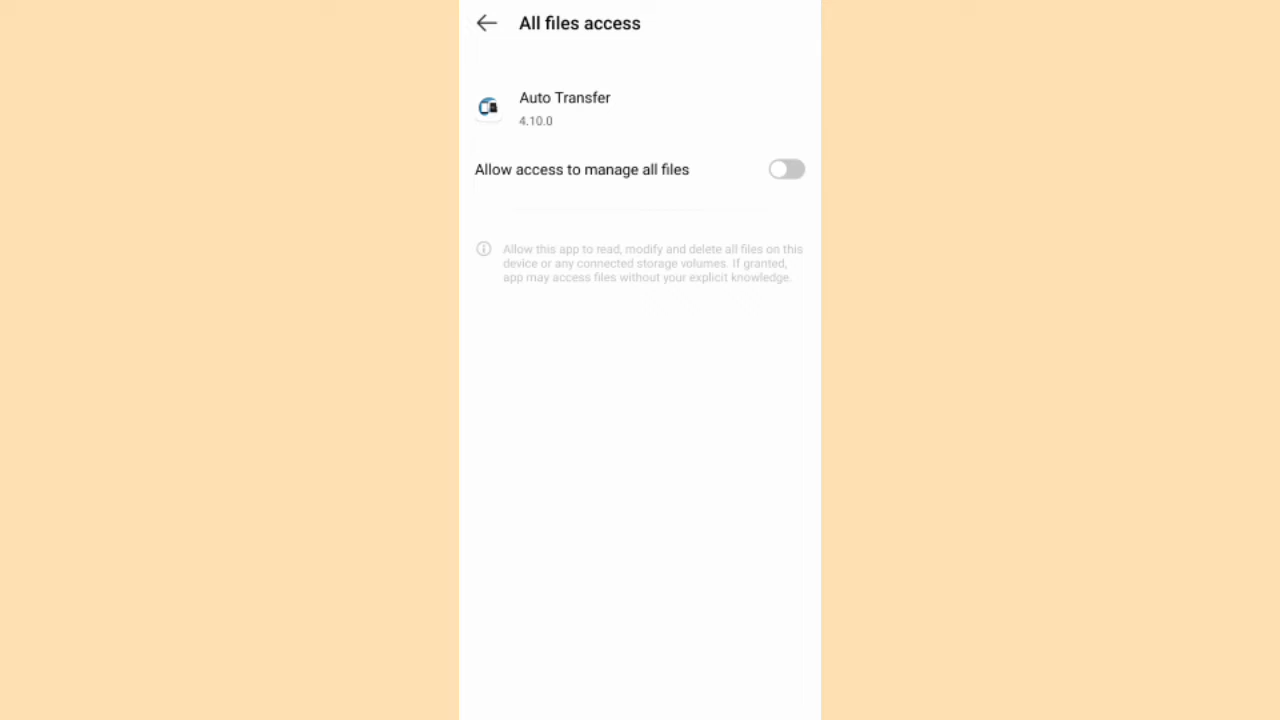 All files access
Auto Transfer
4.10.0
Allow access to manage all files
Allow this app to read, modify and delete all files on this
device or any connected storage volumes. If granted,
app may access files without your explicit knowledge.